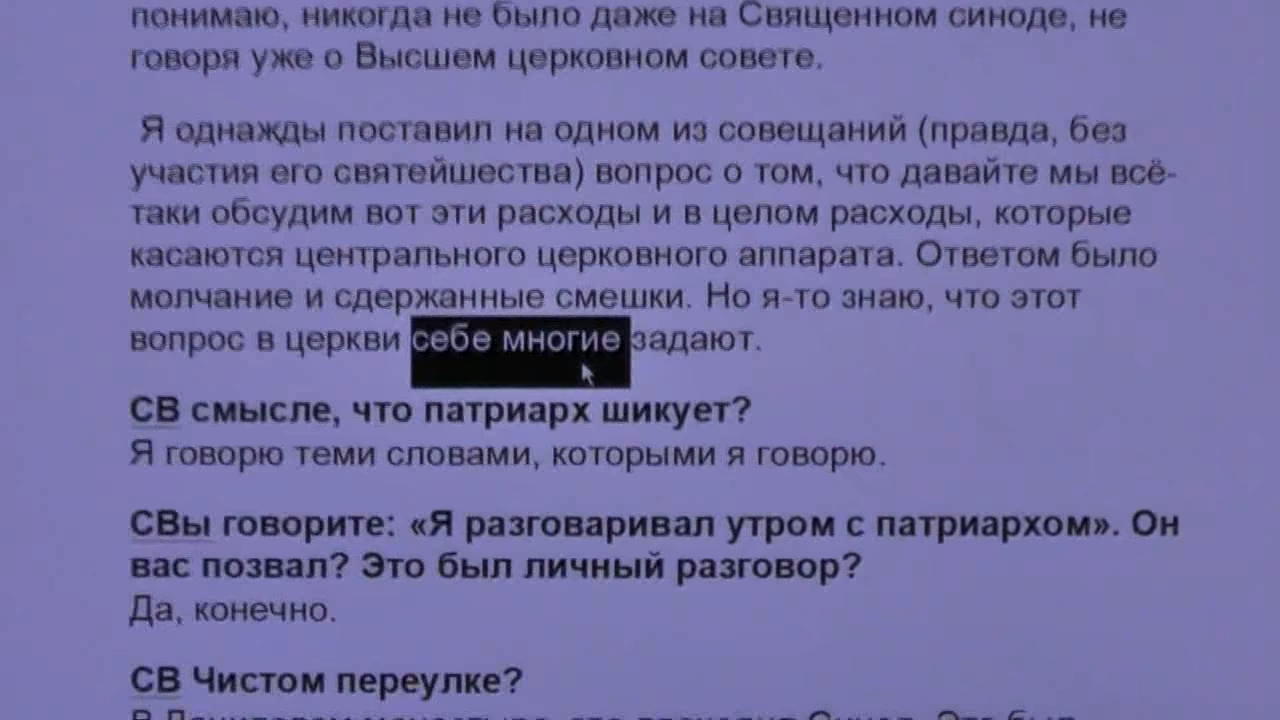 понимаю, никогда не было даже на Священном синоде, не
говоря уже о Высшем церковном совете.
Я однажды поставил на одном из совещаний (правда, без
участия его святейшества) вопрос о том, что давайте мы всё-
таки обсудим вот эти расходы и в целом расходы, которые
касаются центрального церковного аппарата. Ответом было
молчание и сдержанные смешки. Но я-то знаю, что этот
вопрос в церкви себе многие задают.
СВ смысле, что патриарх шикует?
Я говорю теми словами, которыми я говорю.
СВы говорите: «Я разговаривал утром с патриархом». Он
вас позвал? Это был личный разговор?
Да, конечно.
СВ Чистом переулке?